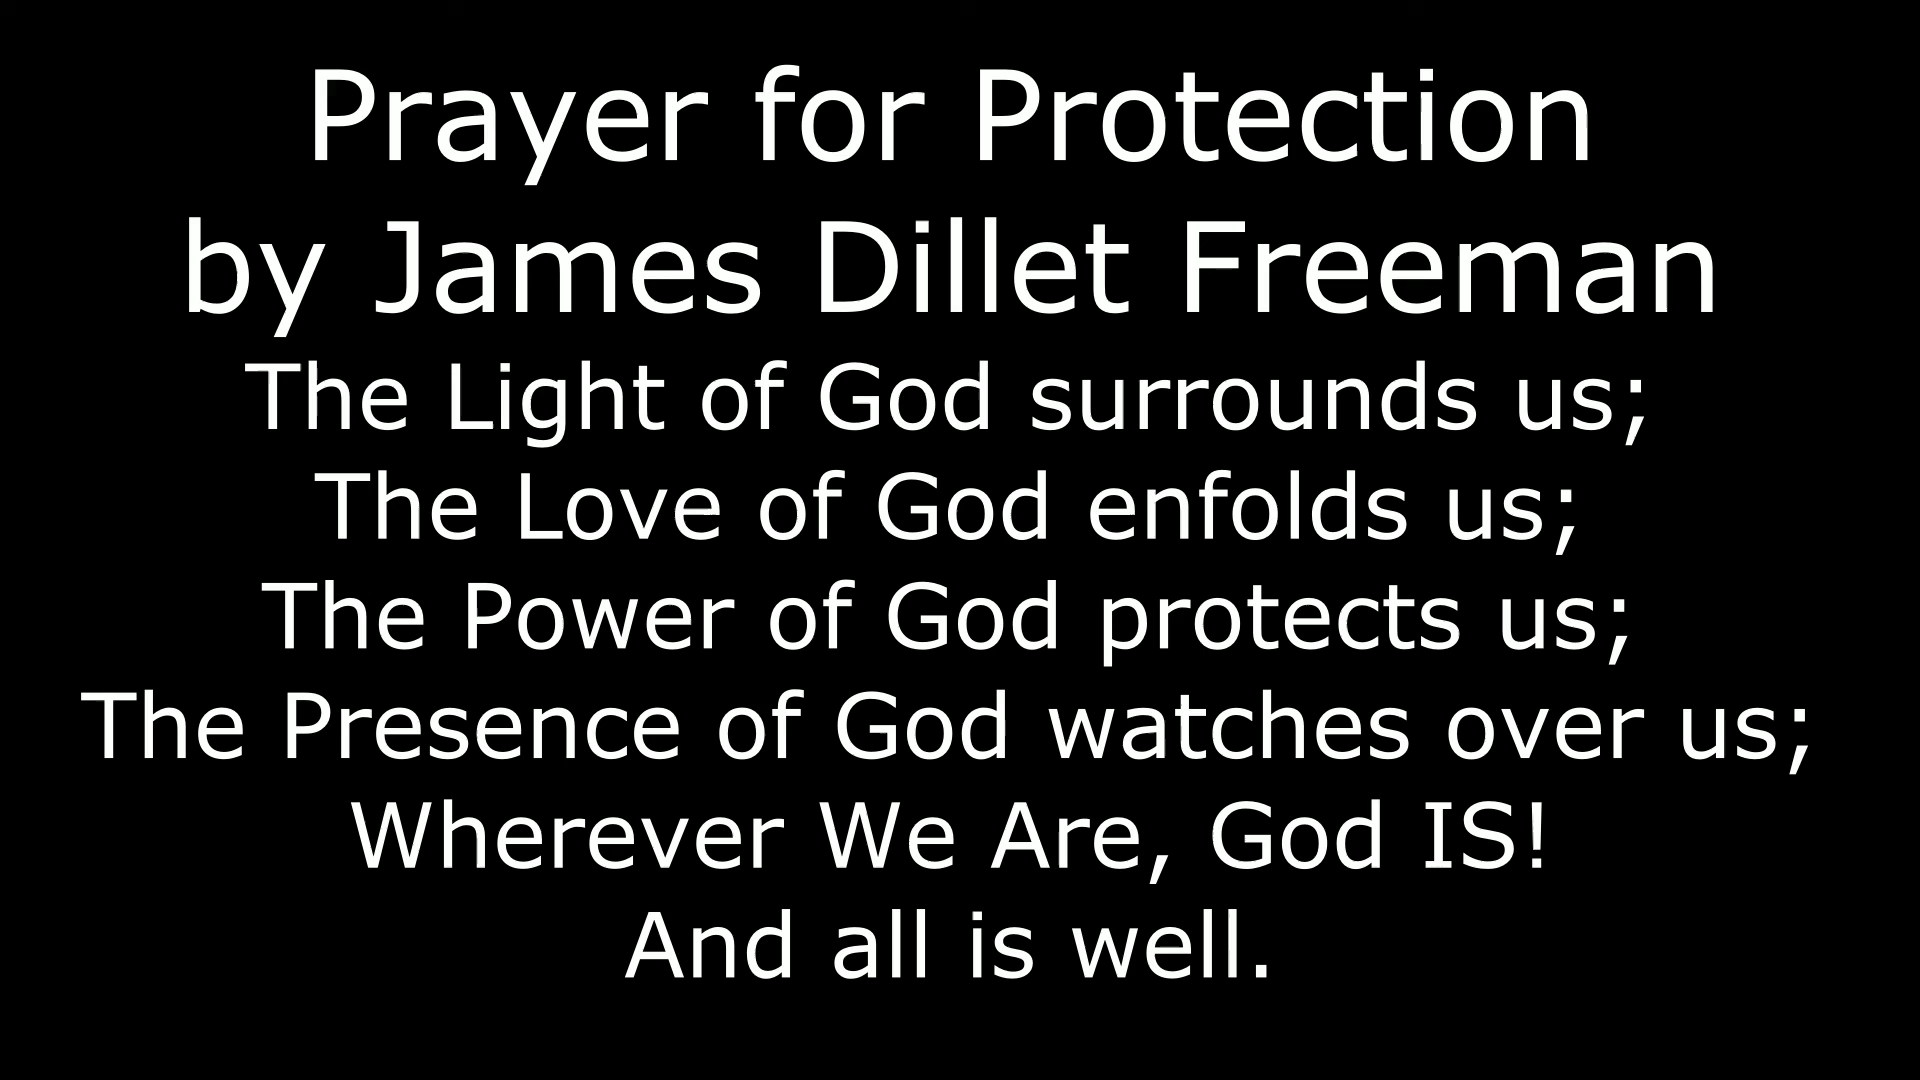 Prayer for Protection
by James Dillet Freeman
The Light of God surrounds us;
The Love of God enfolds us;
The Power of God protects us;
The Presence of God watches over us;
Wherever We Are, God IS!
And all is well.